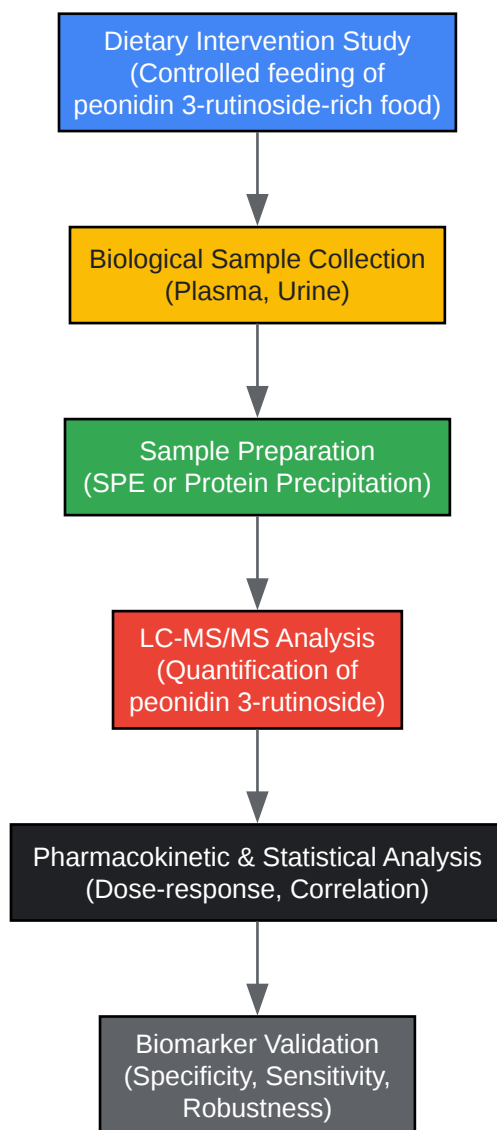 Dietary Intervention Study
(Controlled feeding of
peonidin 3-rutinoside-rich food)
Biological Sample Collection
(Plasma, Urine)
Sample Preparation
(SPE or Protein Precipitation)
LC-MS/MS Analysis
(Quantification of
peonidin 3-rutinoside)
Pharmacokinetic & Statistical Analysis
(Dose-response, Correlation)
Biomarker Validation
(Specificity, Sensitivity,
Robustness)